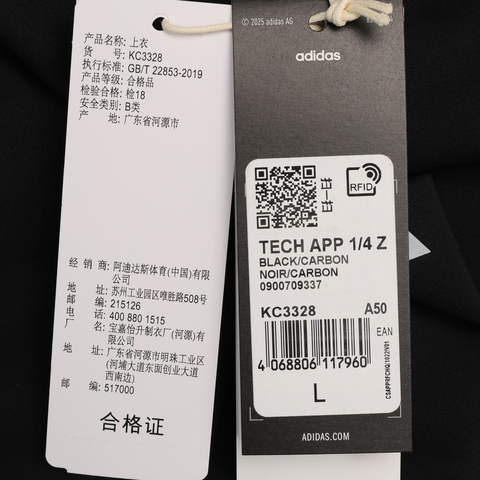 产品名称: 上衣
货 号: KC3328
执行标准: GB/T 22853-2019
产品等级: 合格品
检验合格: 检18
安全类别: B类
产 地: 广东省河源市
经 销 商: 阿迪达斯体育(中国)有限
公司
地 址: 苏州工业园区唯胜路508号
邮 编: 215126
电 话: 400 880 1515
厂 名: 宝嘉怡升制衣厂(河源)有
限公司
地 址: 广东省河源市明珠工业区
(河埔大道东面创业大道
西南边)
邮 编: 517000
合格证
© 2025 adidas AG
adidas
RFID
TECH APP 1/4 Z
BLACK/CARBON
NOIR/CARBON
0900709337
KC3328 A50
EAN
4 068806 117960
L
ADIDAS.COM